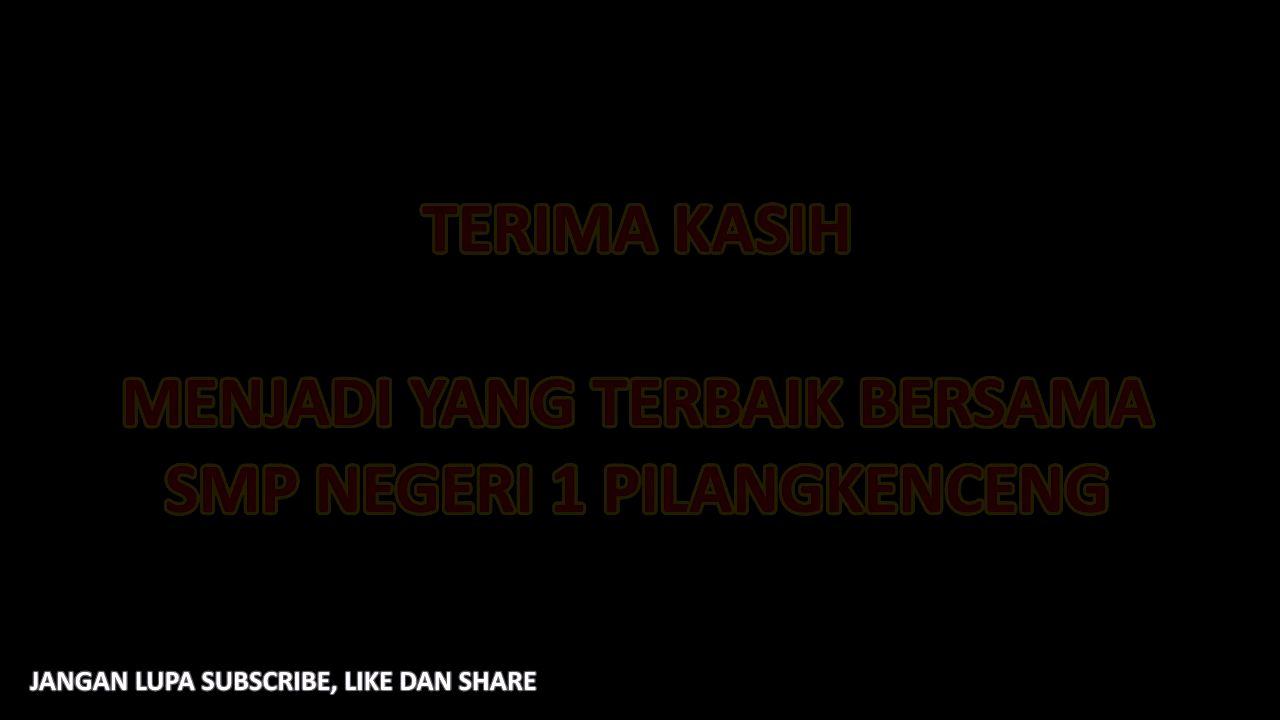 TERIMA KASIH
MENJADI YANG TERBAIK BERSAMA
SMP NEGERI 1 PILANGKENCENG
JANGAN LUPA SUBSCRIBE, LIKE DAN SHARE